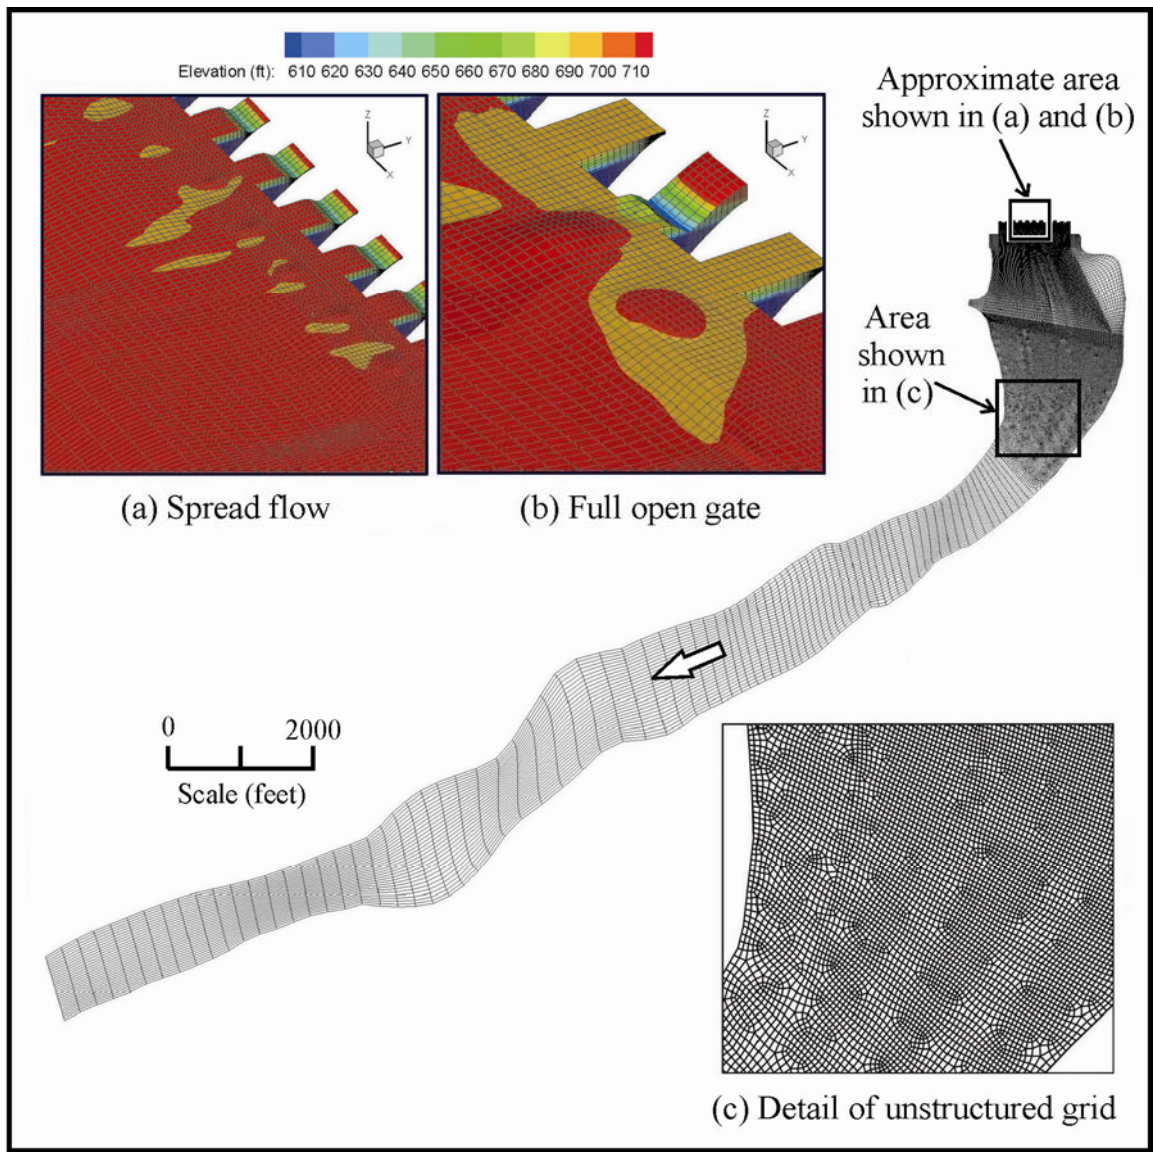 Elevation (ft): 610 620 630 640 650 660 670 680 690 700 710
Approximate area
shown in (a) and (b)
Z
Y
X
Z
Y
X
Area
shown
in (c)
(a) Spread flow
(b) Full open gate
0 2000
Scale (feet)
(c) Detail of unstructured grid